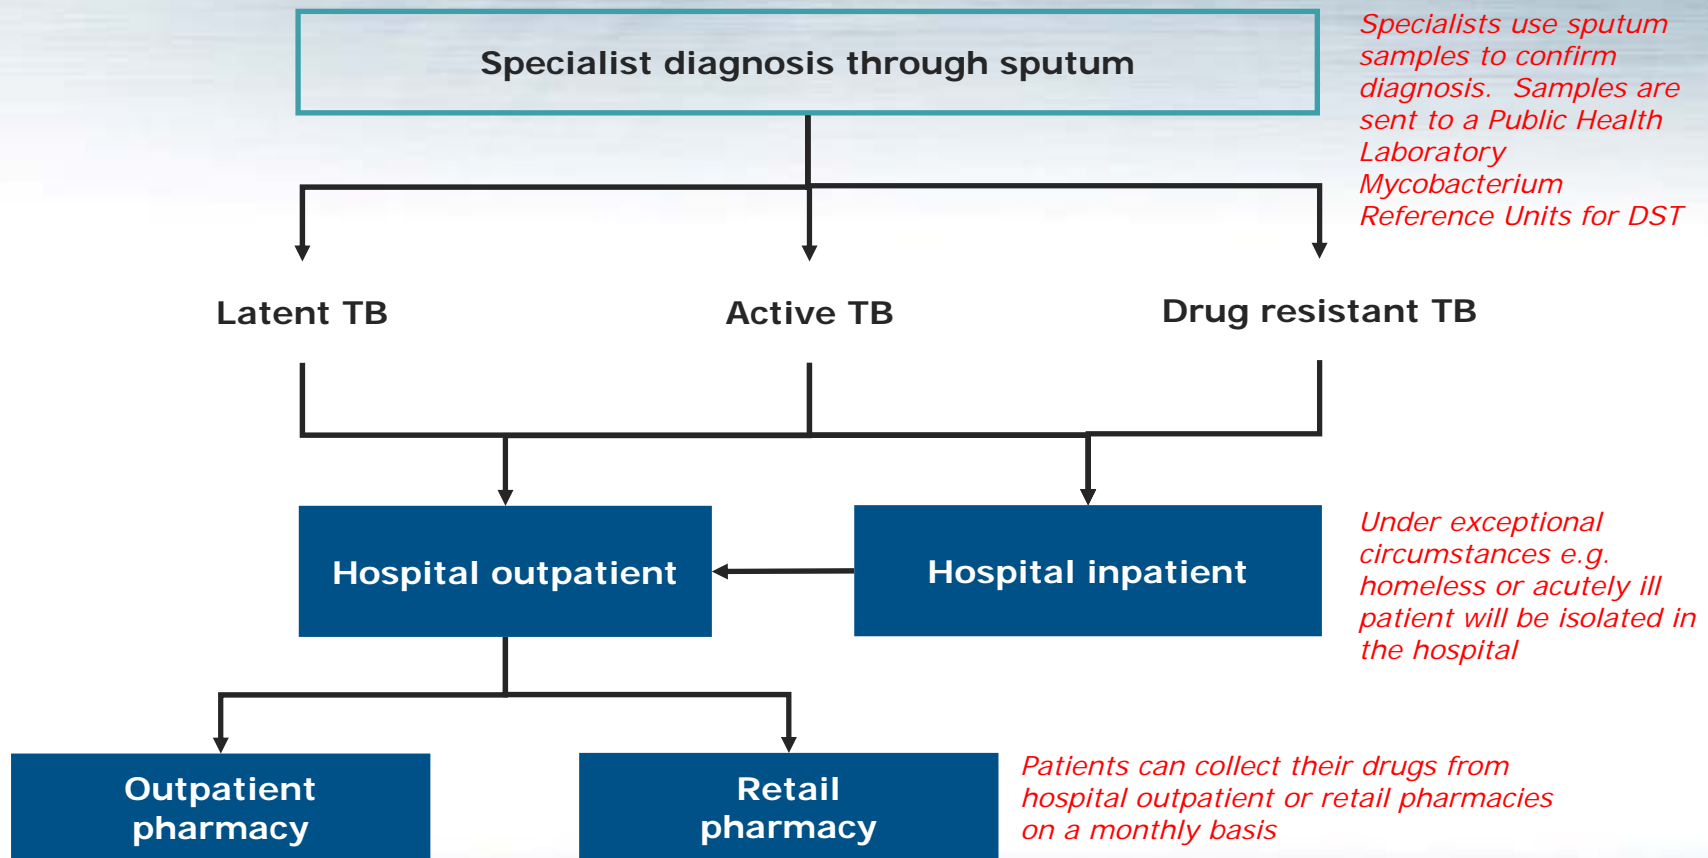 Specialist diagnosis through sputum
Specialists use sputum
samples to confirm
diagnosis.  Samples are
sent to a Public Health
Laboratory
Mycobacterium
Reference Units for DST
Latent TB
Active TB
Drug resistant TB
Hospital outpatient
Hospital inpatient
Under exceptional
circumstances e.g.
homeless or acutely ill
patient will be isolated in
the hospital
Outpatient
pharmacy
Retail
pharmacy
Patients can collect their drugs from
hospital outpatient or retail pharmacies
on a monthly basis